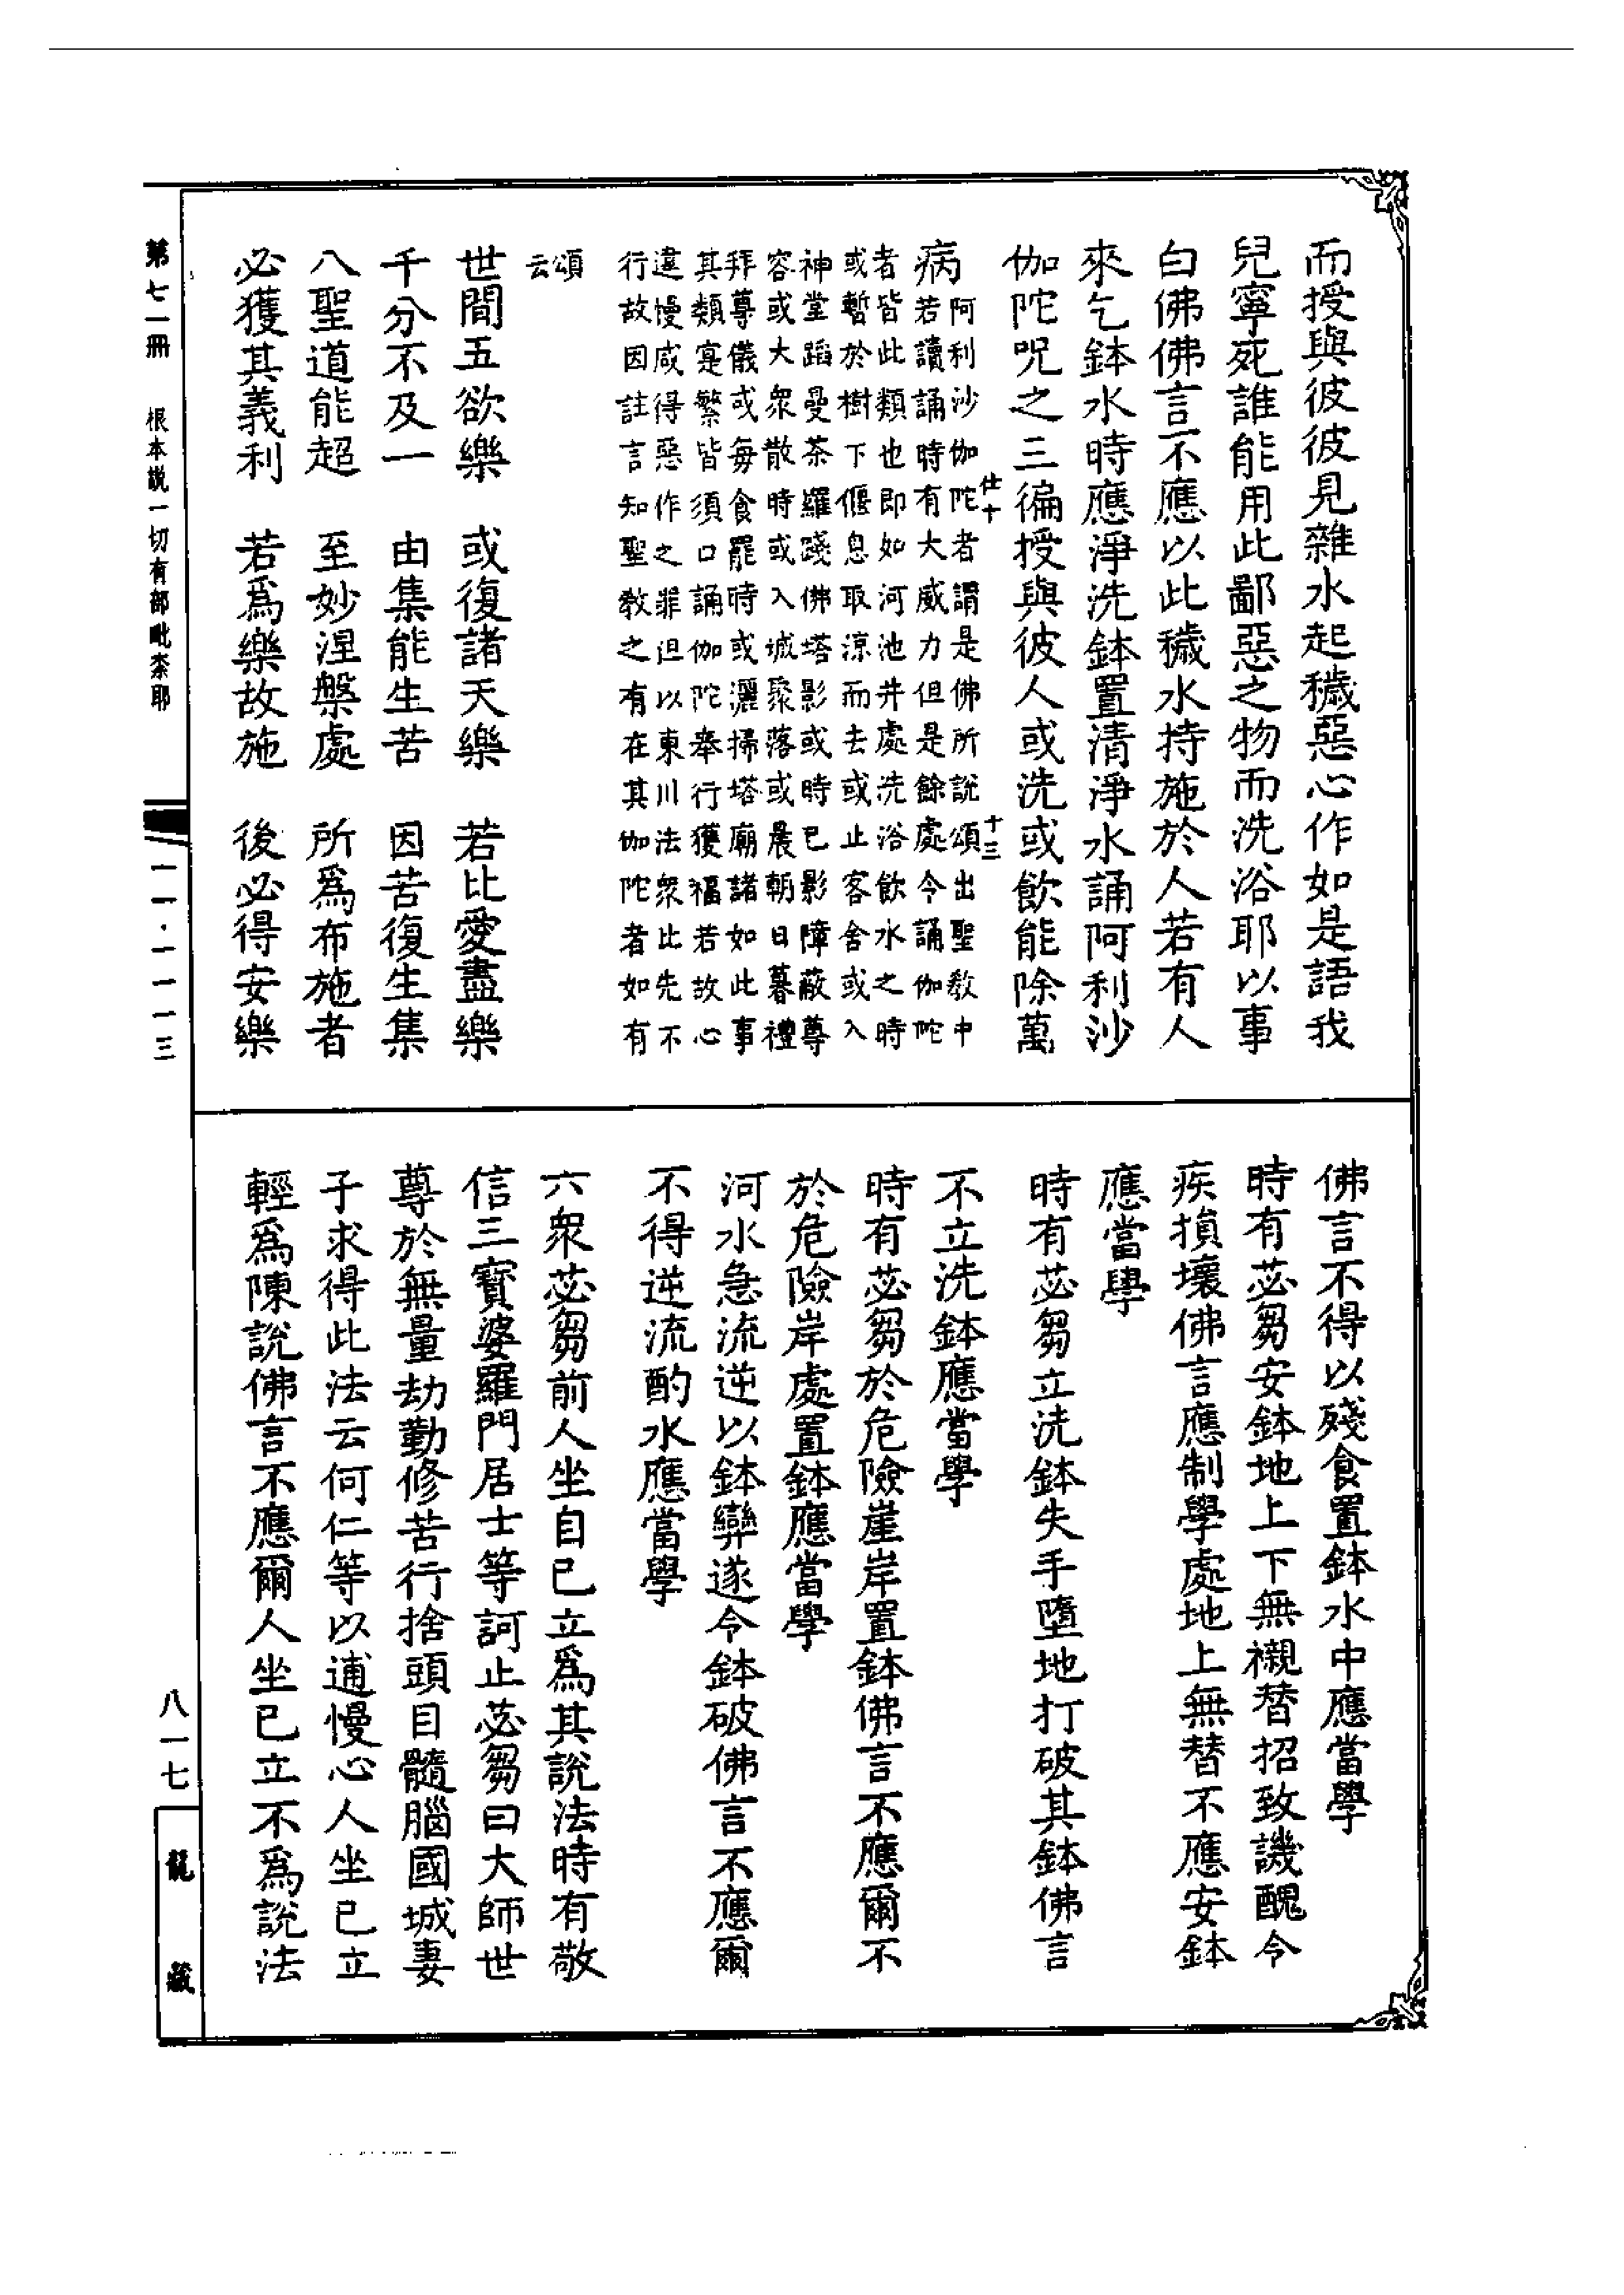 而授與彼彼見雜水起穢惡心作如是語我
兒寧死誰能用此鄙惡之物而洗浴耶以事
白佛佛言不應以此穢水持施於人若有人
來乞鉢水時應淨洗鉢置清淨水誦阿利沙
伽陀呪之三徧授與彼人或洗或飲能除萬
仕十
十三
病
阿利沙伽陀者謂是佛所說頌出聖教中
若讀誦時有大威力但是餘處今誦伽陀
者皆此類也即如河池井處洗浴飲水之時
或暫於樹下偃息取涼而去或止客舍或入
神堂蹈曼茶羅踐佛塔影或時已影障蔽尊
容或大衆散時或入城聚落或晨朝日暮禮
拜尊儀或每食罷時或灑掃塔廟諸如此事
其類寔繁皆須口誦伽陀奉行獲福若故心
違慢咸得惡作之罪但以東川法衆比先不
行故因註言知聖教之有在其伽陀者如有
頌
云
世間五欲樂　或復諸天樂　若比愛盡樂
千分不及一　由集能生苦　因苦復生集
八聖道能超　至妙涅槃處　所爲布施者
必獲其義利　若爲樂故施　後必得安樂
佛言不得以殘食置鉢水中應當學
時有苾芻安鉢地上下無襯替招致譏醜令
疾損壞佛言應制學處地上無替不應安鉢
應當學
時有苾芻立洗鉢失手墮地打破其鉢佛言
不立洗鉢應當學
時有苾芻於危險崖岸置鉢佛言不應爾不
於危險岸處置鉢應當學
河水急流逆以鉢㪺遂令鉢破佛言不應爾
不得逆流酌水應當學
六衆苾芻前人坐自已立爲其說法時有敬
信三寶婆羅門居士等訶止苾芻曰大師世
尊於無量劫勤修苦行捨頭目髓腦國城妻
子求得此法云何仁等以逋慢心人坐已立
輕爲陳說佛言不應爾人坐已立不爲說法
第七一冊　根本說一切有部毗奈耶
一一·一一一三
八一七
龍藏